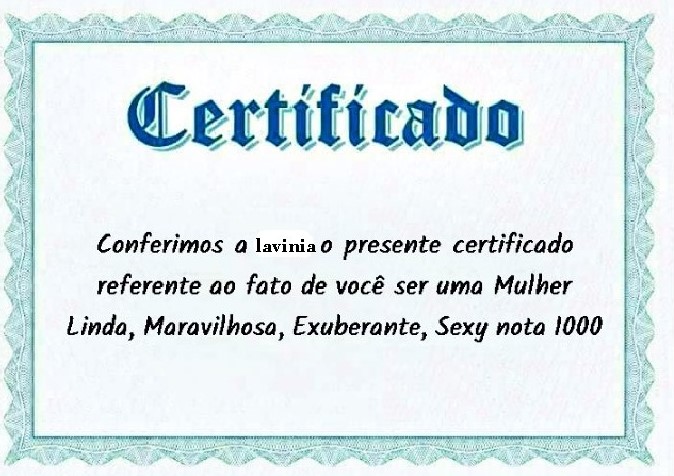 Certificado
Conferimos a lavinia o presente certificado
referente ao fato de você ser uma Mulher
Linda, Maravilhosa, Exuberante, Sexy nota 1000